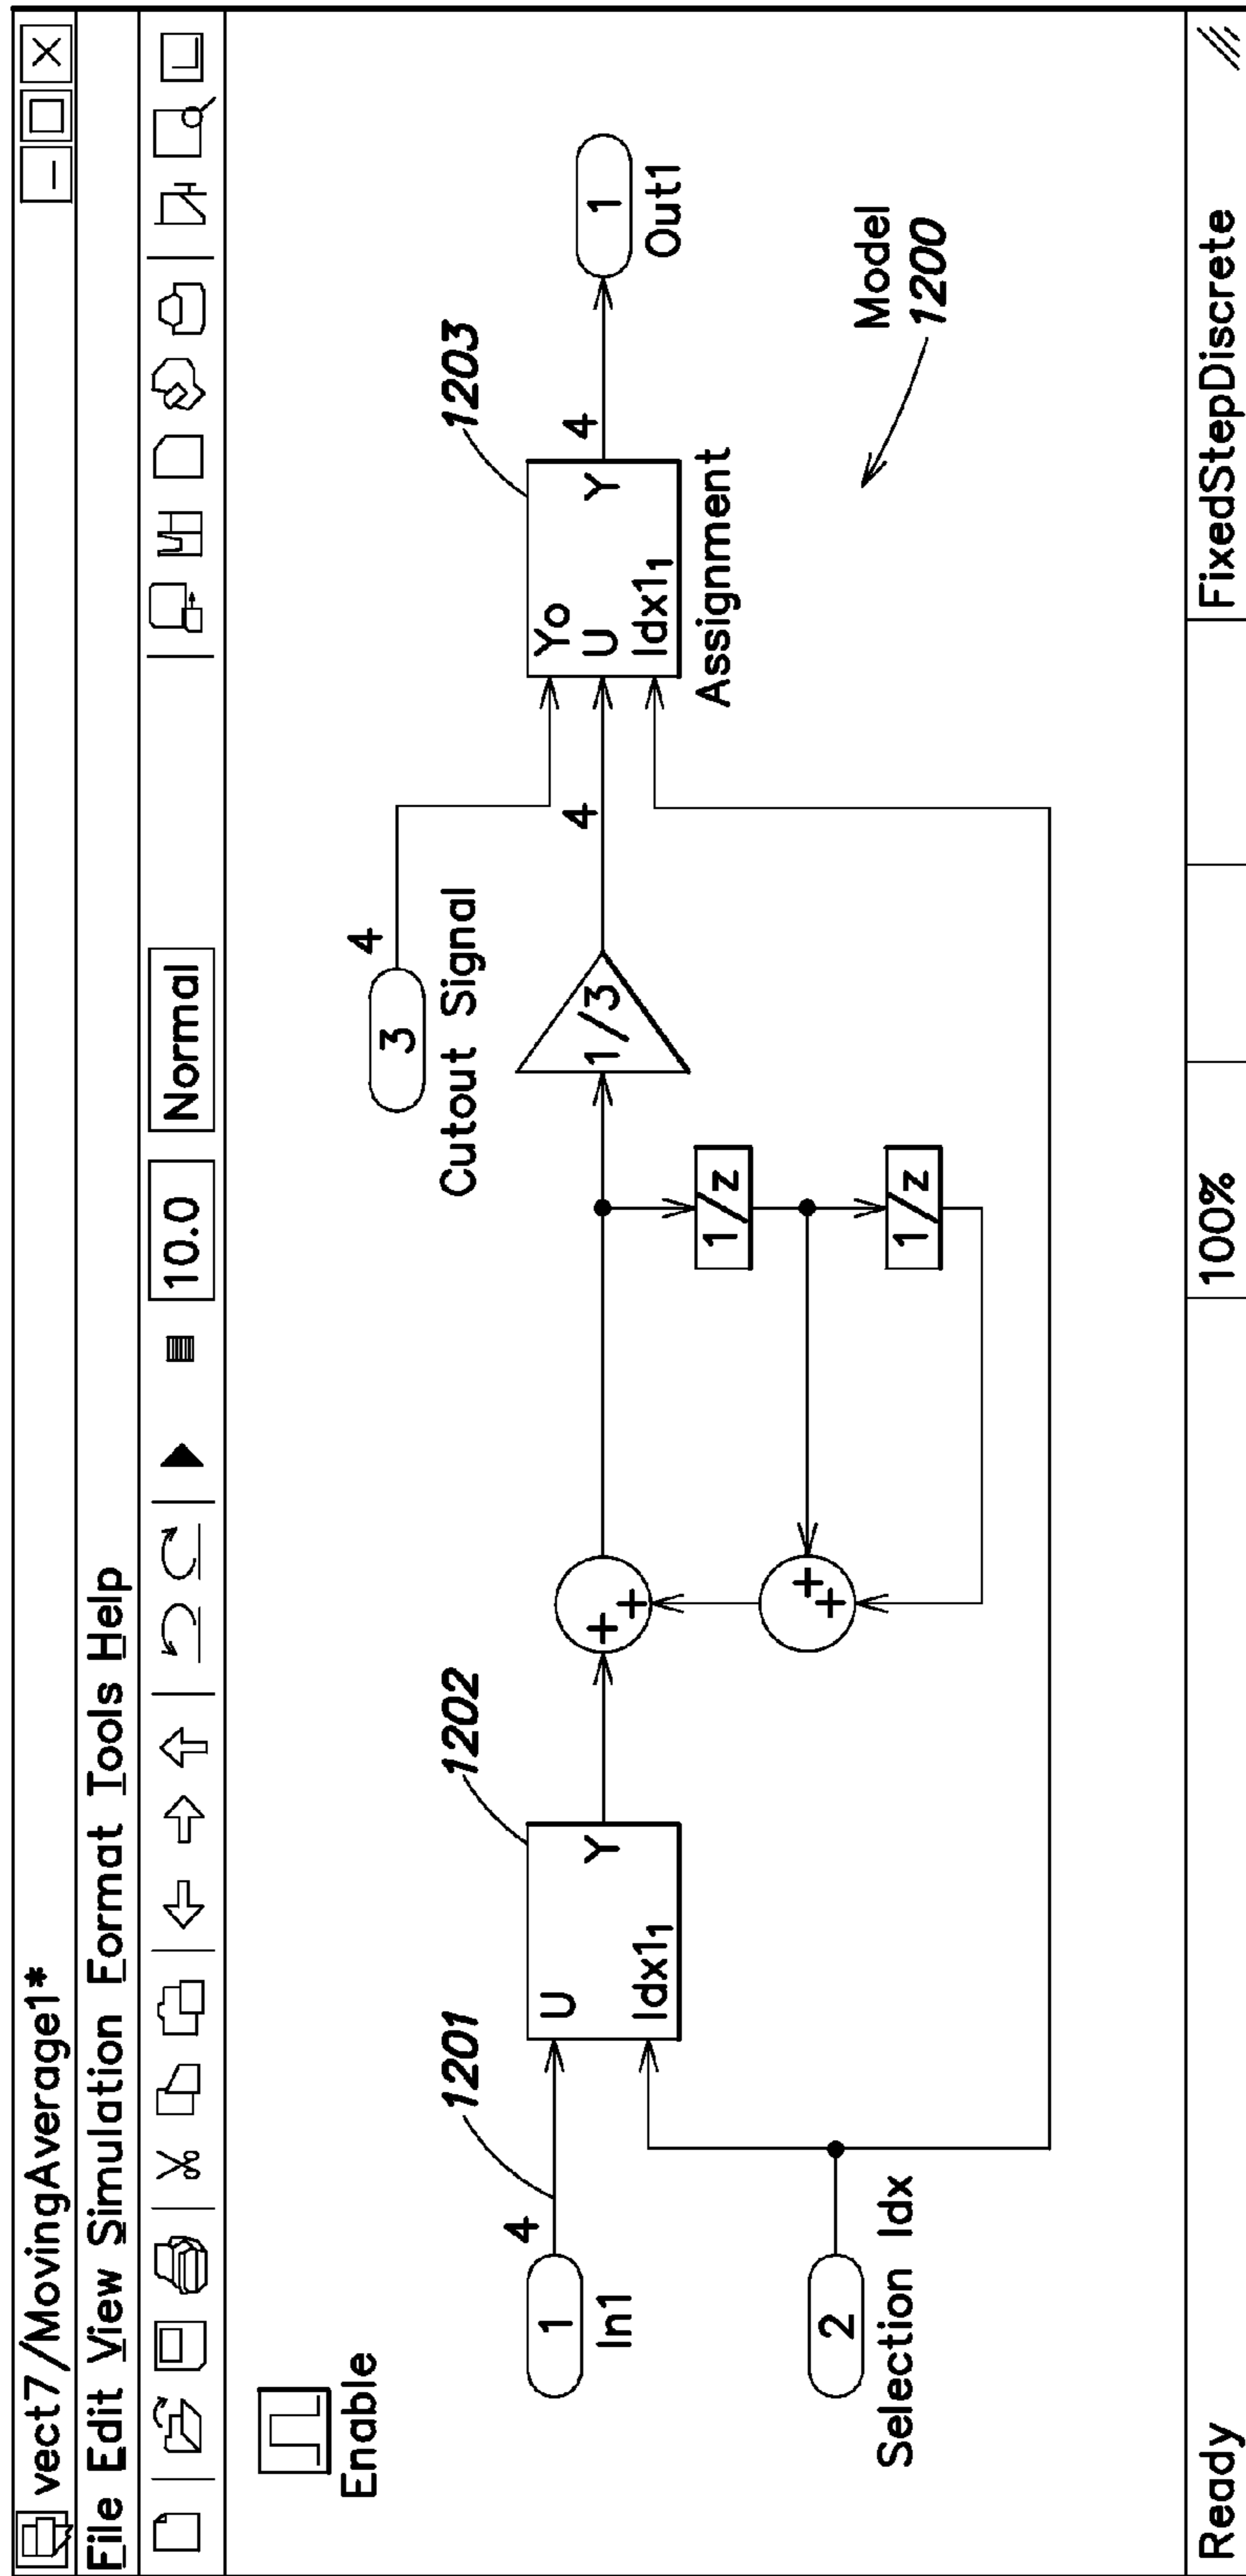 vect7/MovingAverage1*
File Edit View Simulation Format Tools Help
10.0 Normal
Enable
4
3
Cutout Signal
1201
1202
1203
1
In1
4
U
Y
Idx1₁
+
+
1/3
4
Yo
U
Y
Idx1₁
Assignment
4
1
Out1
1/z
+
+
1/z
2
Selection Idx
Model
1200
Ready 100% FixedStepDiscrete